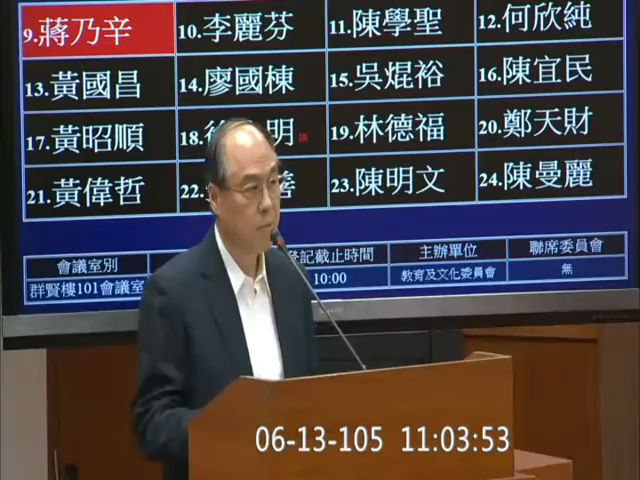 9.蔣乃辛 10.李麗芬 11.陳學聖 12.何欣純
13.黃國昌 14.廖國棟 15.吳焜裕 16.陳宜民
17.黃昭順 18. 明 19.林德福 20.鄭天財
21.黃偉哲 22. 23.陳明文 24.陳曼麗
會議室別 登記截止時間 主辦單位 聯席委員會
群賢樓101會議室 10:00 教育及文化委員會 無
06-13-105 11:03:53